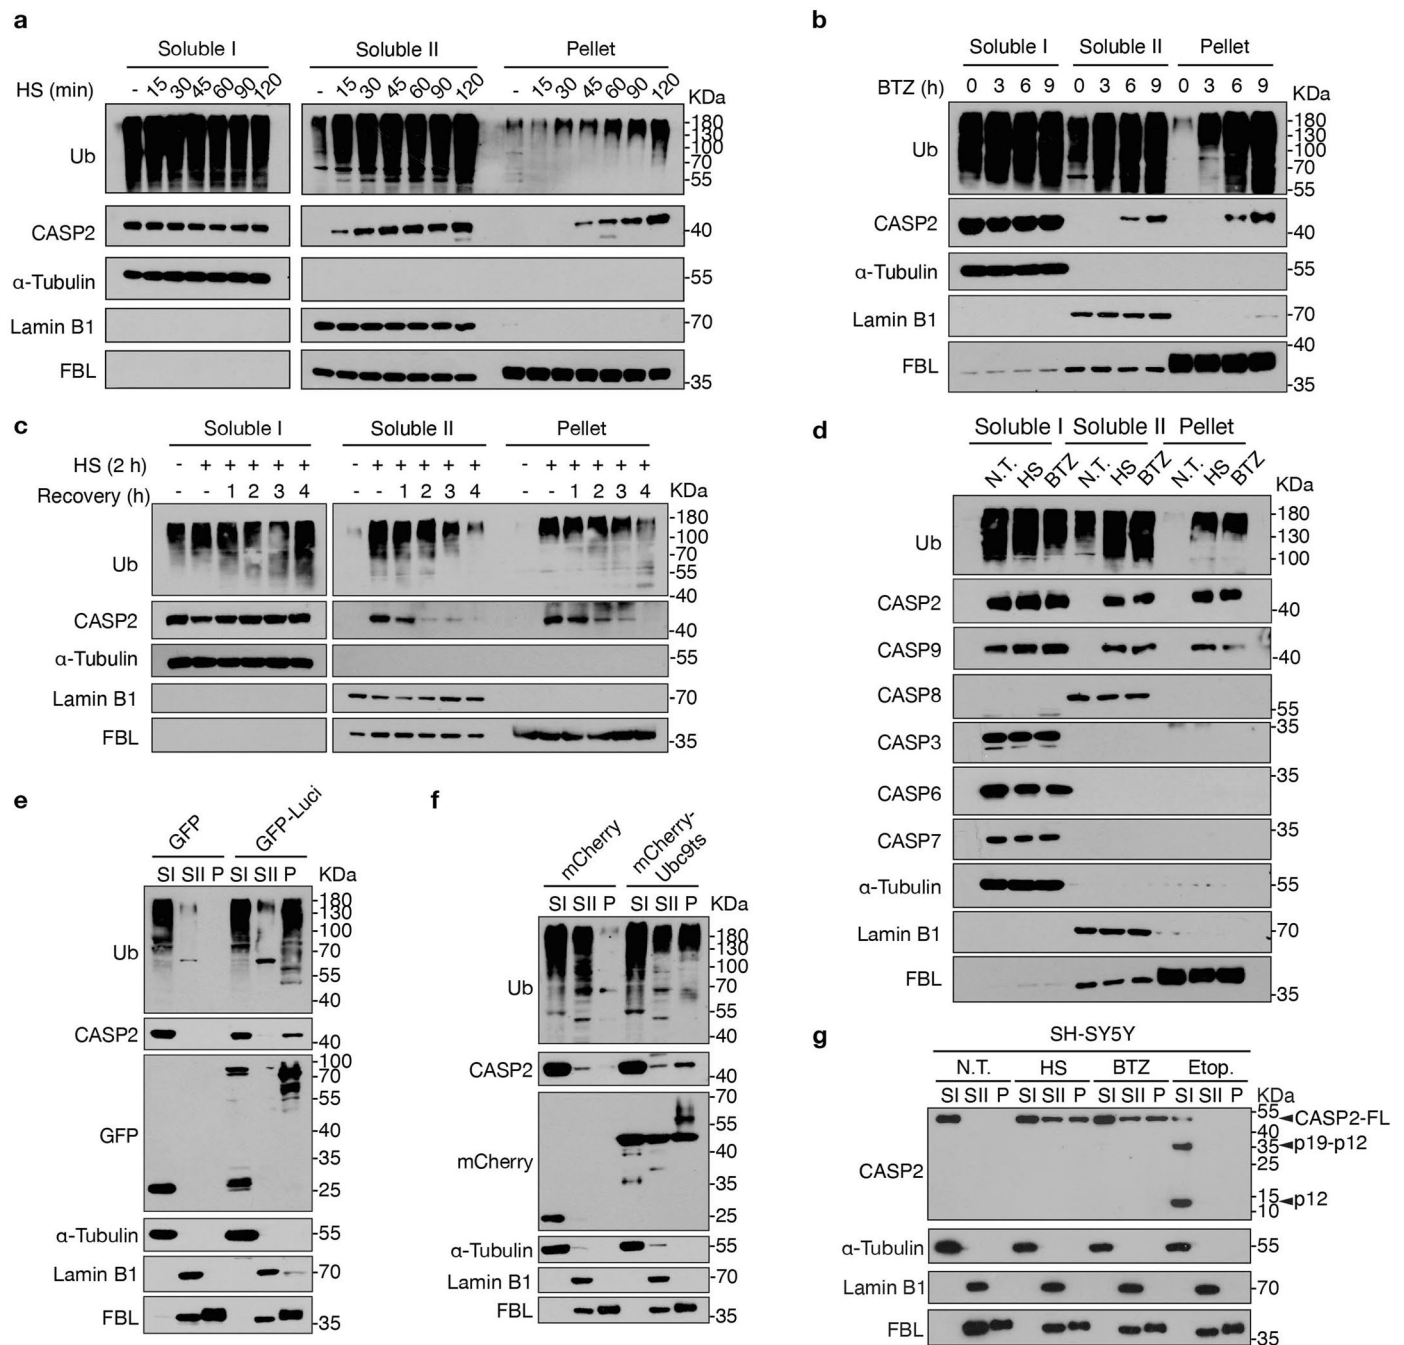 a
Soluble I Soluble II Pellet
HS (min) - 15 30 45 60 90 120 - 15 30 45 60 90 120 - 15 30 45 60 90 120 KDa
Ub -180 -130 -100 -70 -55
CASP2 -40
α-Tubulin -55
Lamin B1 -70
FBL -35
b
Soluble I Soluble II Pellet
BTZ (h) 0 3 6 9 0 3 6 9 0 3 6 9 KDa
Ub -180 -130 -100 -70 -55
CASP2 -40
α-Tubulin -55
Lamin B1 -70
-40
FBL -35
c
Soluble I Soluble II Pellet
HS (2 h) - + + + + + - + + + + + - + + + + +
Recovery (h) - - 1 2 3 4 - - 1 2 3 4 - - 1 2 3 4 KDa
Ub -180 -100 -70 -55 -40
CASP2 -40
α-Tubulin -55
Lamin B1 -70
FBL -35
d
Soluble I Soluble II Pellet
N.T. HS BTZ N.T. HS BTZ N.T. HS BTZ KDa
Ub -180 -130 -100
CASP2 -40
CASP9 -40
CASP8 -55
CASP3 -35
CASP6 -35
CASP7 -35
α-Tubulin -55
Lamin B1 -70
FBL -35
e
GFP GFP-Luci
SI SII P SI SII P KDa
Ub -180 -130 -100 -70 -55 -40
CASP2 -40
GFP -100 -70 -55 -40 -35 -25
α-Tubulin -55
Lamin B1 -70
FBL -35
f
mCherry mCherry-
Ubc9ts
SI SII P SI SII P KDa
Ub -180 -130 -100 -70 -55 -40
CASP2 -40
mCherry -70 -55 -40 -35 -25
α-Tubulin -55
Lamin B1 -70
FBL -35
g
SH-SY5Y
N.T. HS BTZ Etop.
SI SII P SI SII P SI SII P SI SII P KDa
CASP2 -55 -40 -35 -25 -15 -10
CASP2-FL
p19-p12
p12
α-Tubulin -55
Lamin B1 -70
FBL -35